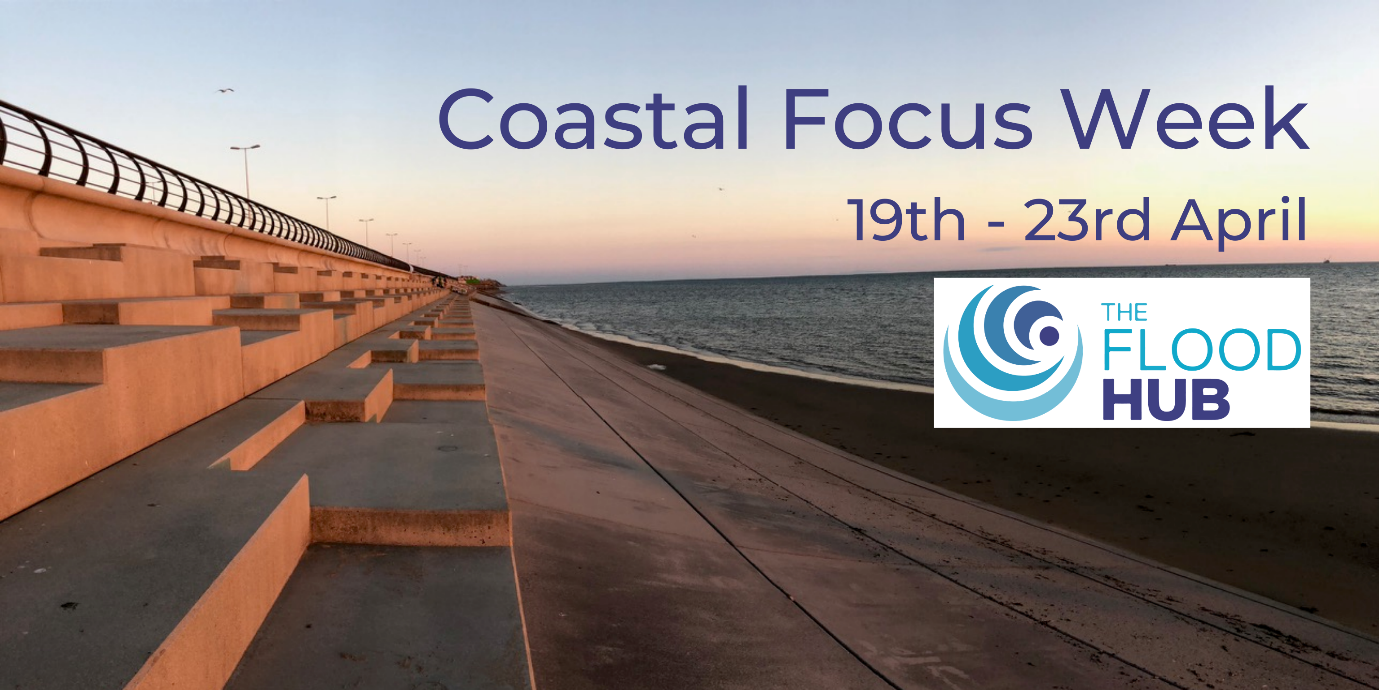 Coastal Focus Week
19th - 23rd April
THE
FLOOD
HUB